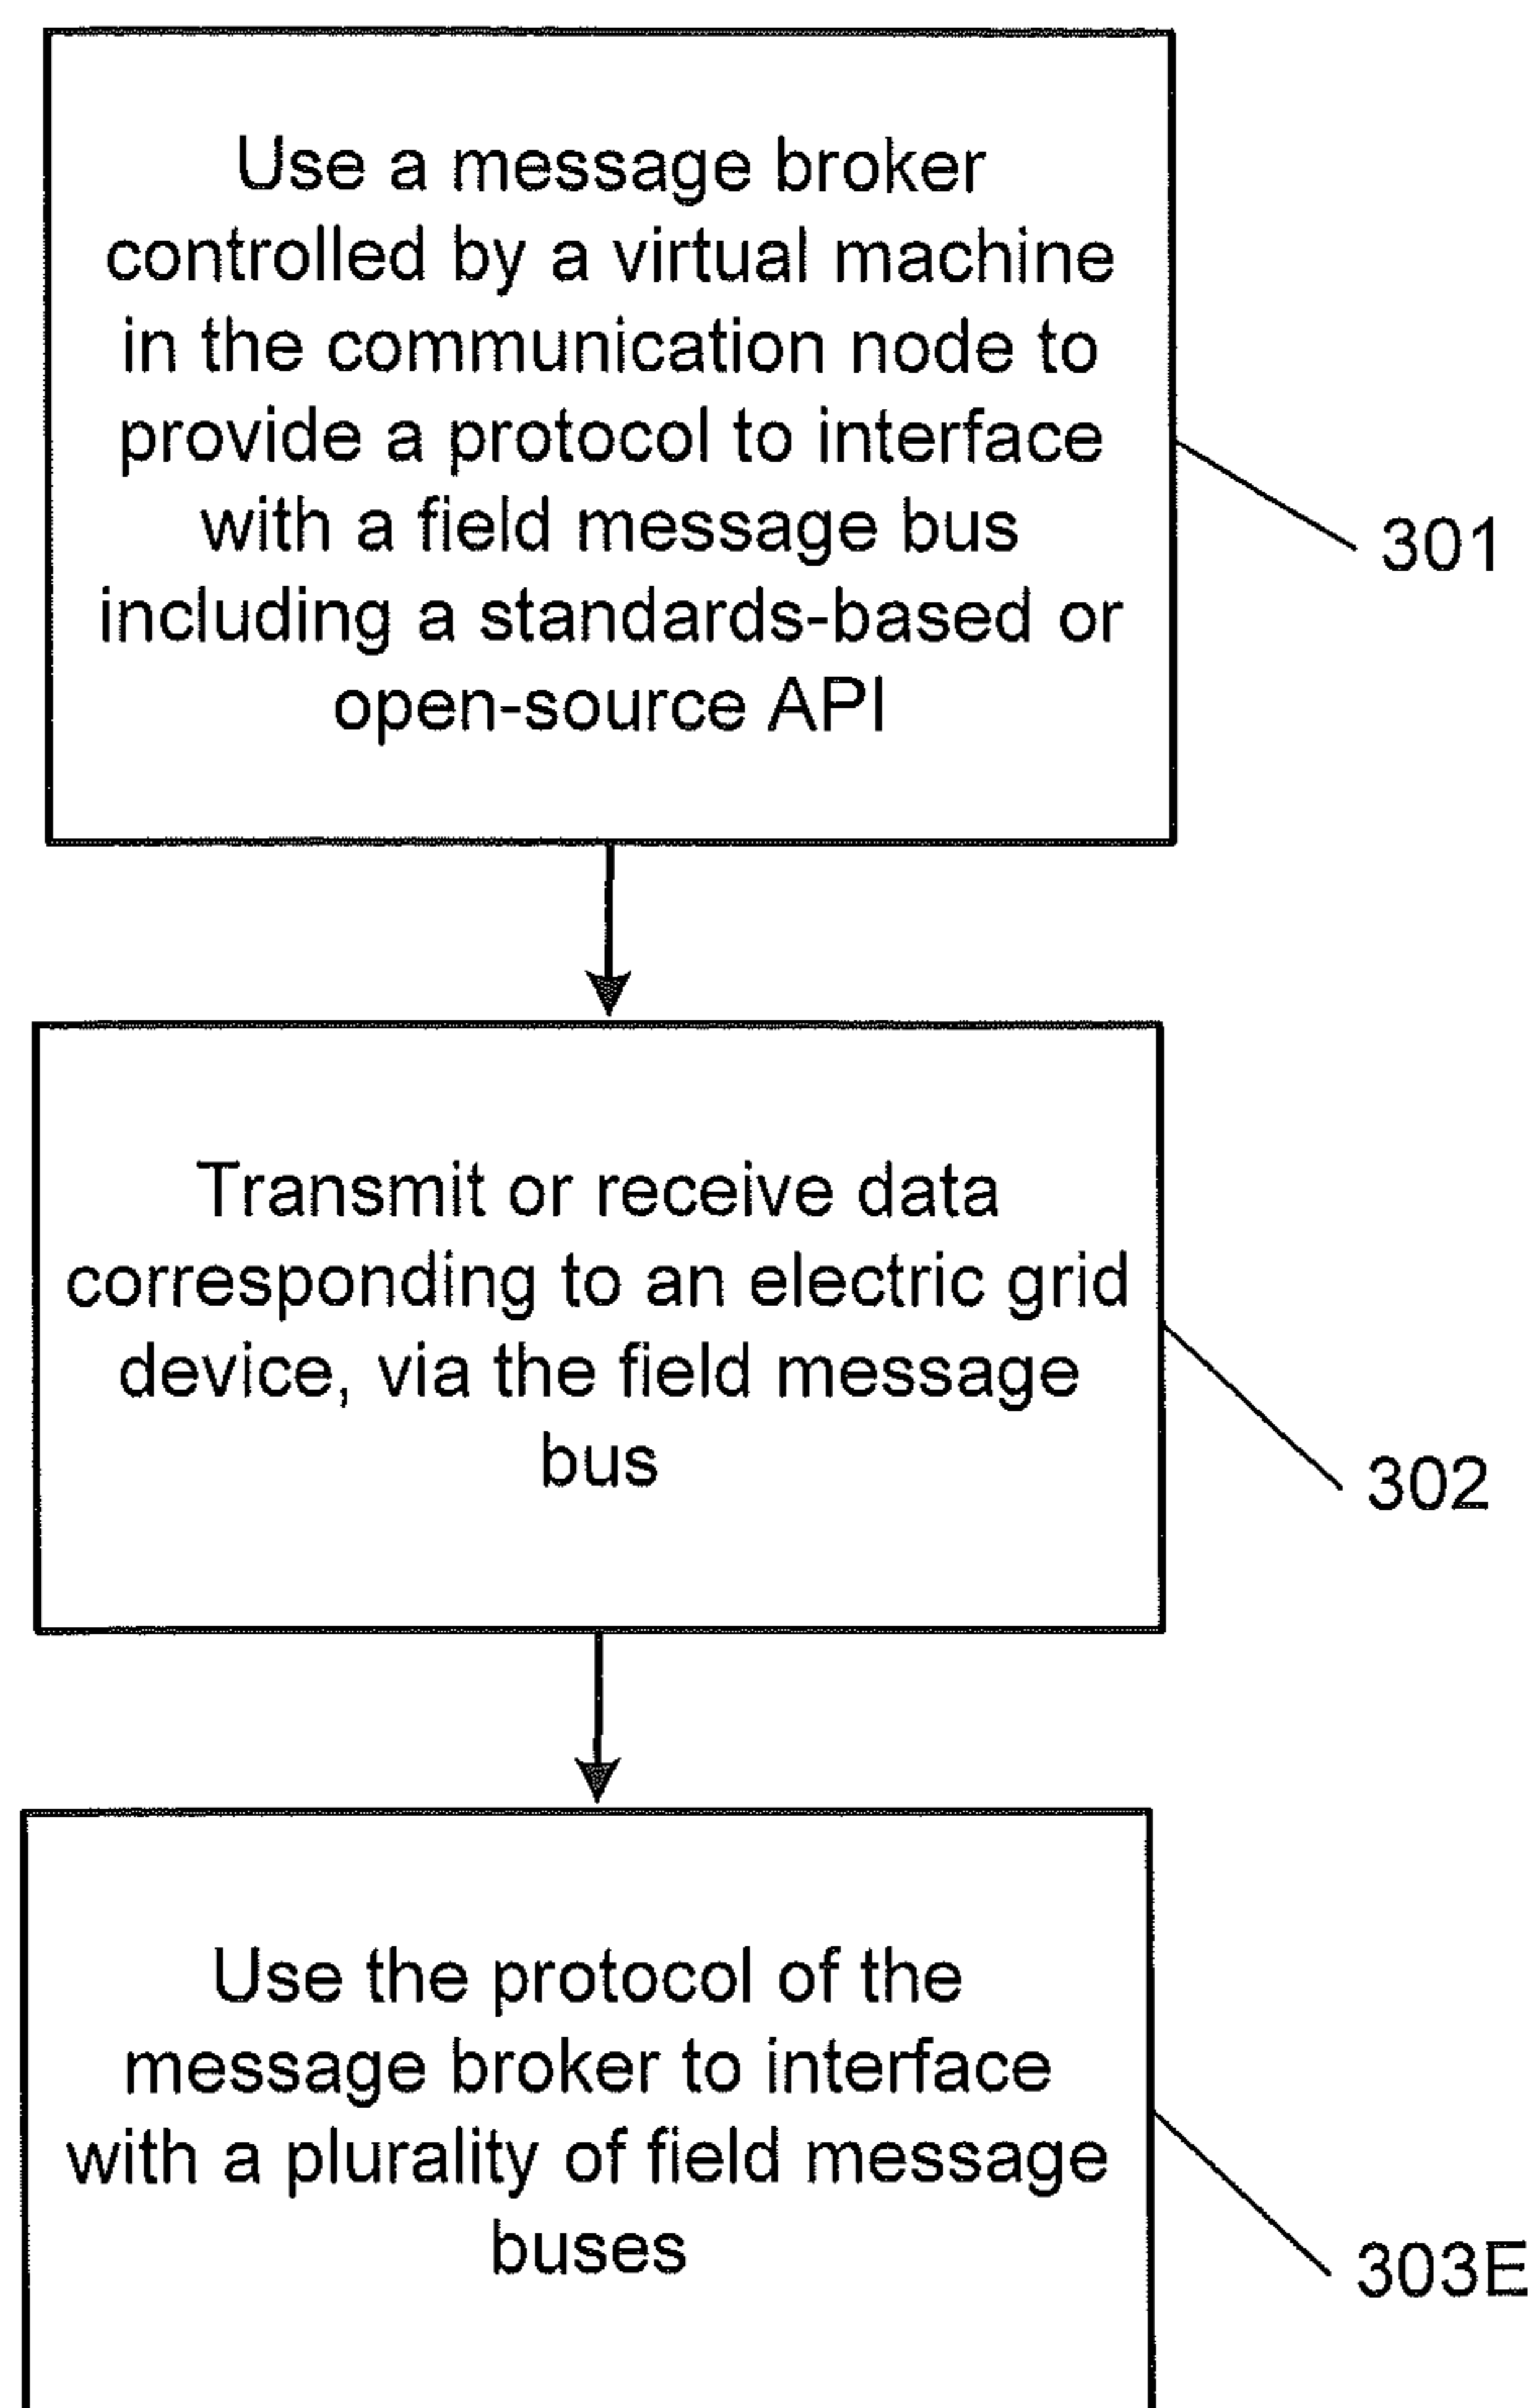 Use a message broker
controlled by a virtual machine
in the communication node to
provide a protocol to interface
with a field message bus
including a standards-based or
open-source API
301
Transmit or receive data
corresponding to an electric grid
device, via the field message
bus
302
Use the protocol of the
message broker to interface
with a plurality of field message
buses
303E